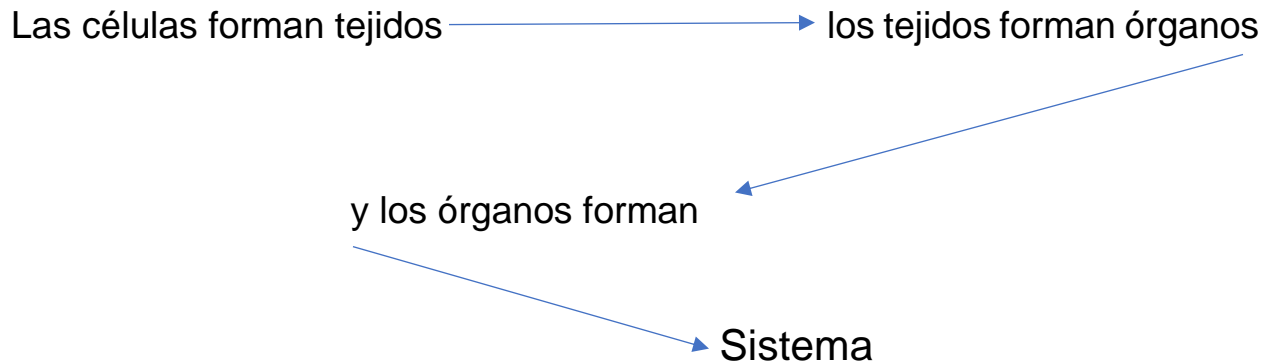 Las células forman tejidos los tejidos forman órganos
y los órganos forman
Sistema